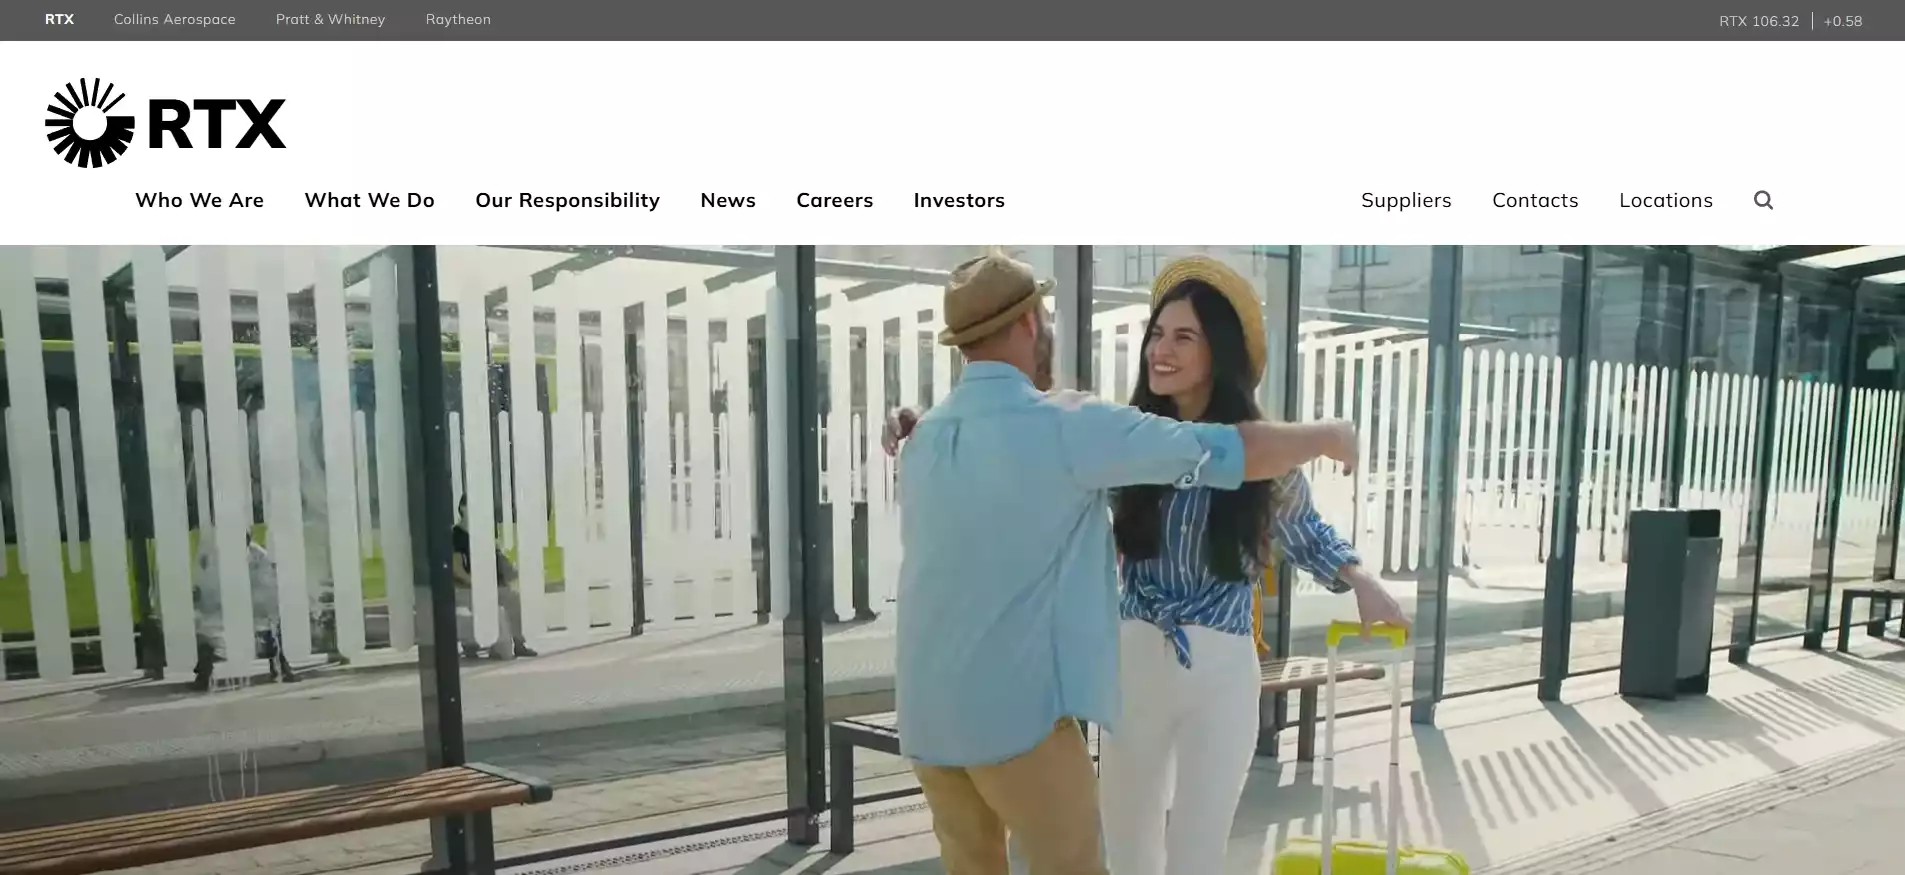 RTX Collins Aerospace Pratt & Whitney Raytheon RTX 106.32 +0.58
RTX
Who We Are What We Do Our Responsibility News Careers Investors Suppliers Contacts Locations